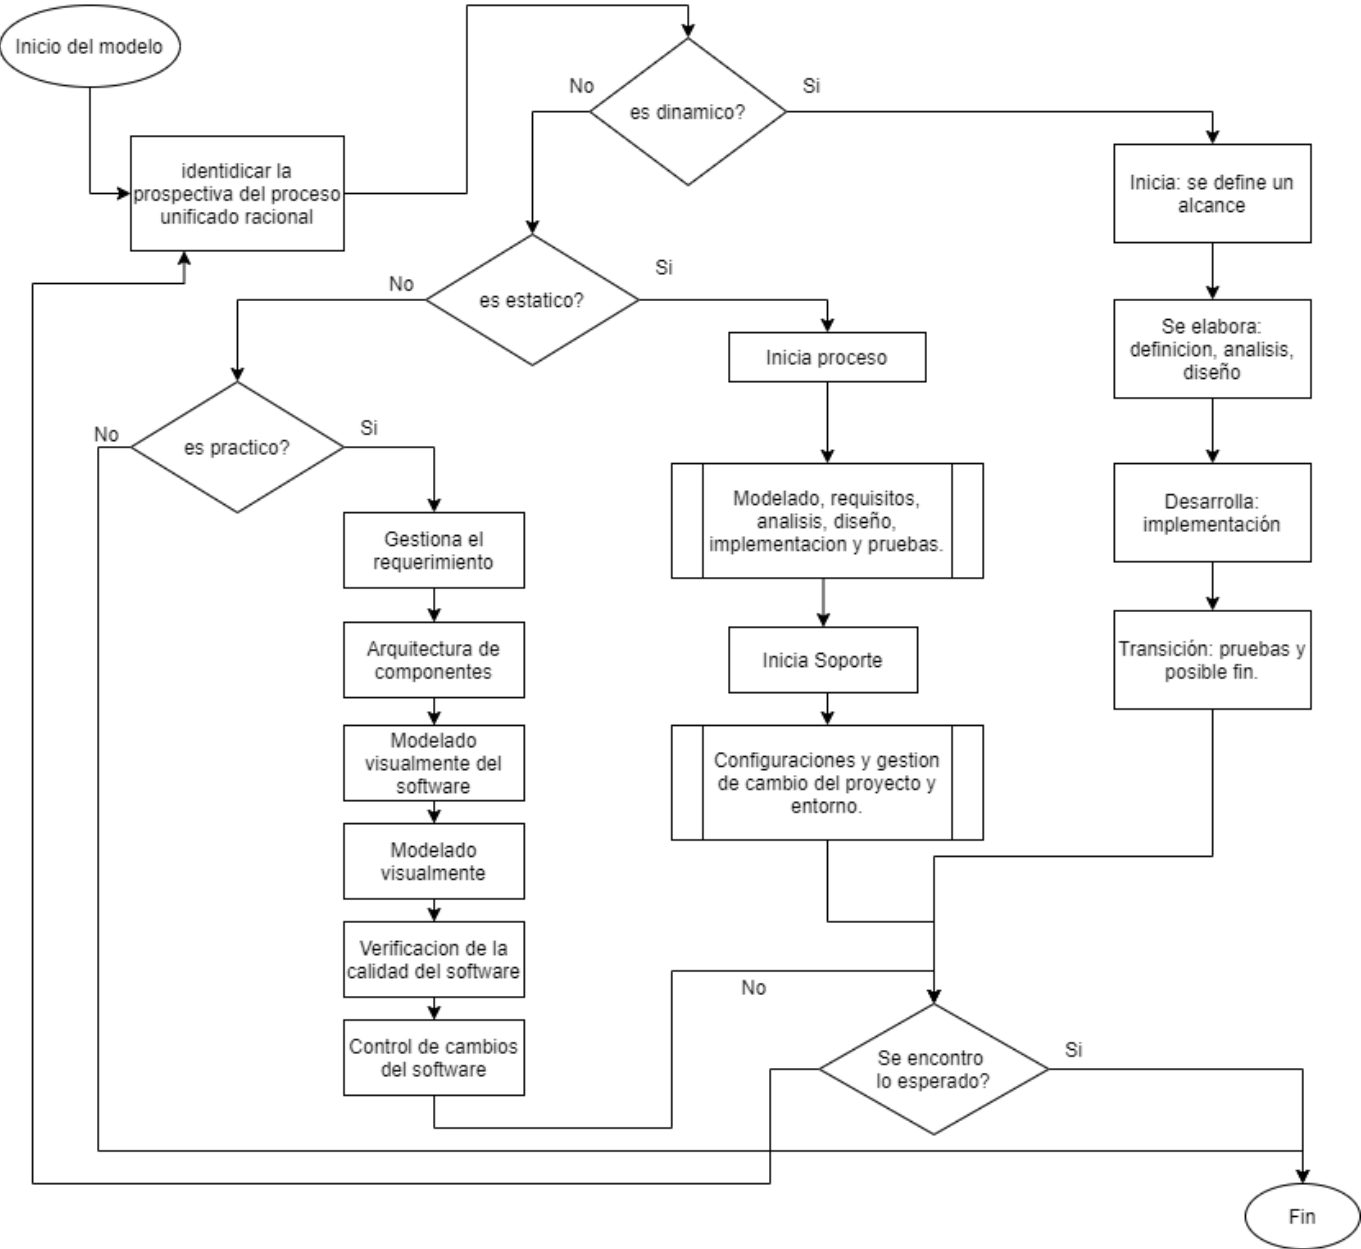 Inicio del modelo
identidicar la
prospectiva del proceso
unificado racional
No
es dinamico?
Si
Inicia: se define un
alcance
Se elabora:
definicion, analisis,
diseño
Desarrolla:
implementación
Transición: pruebas y
posible fin.
No
es estatico?
Si
Inicia proceso
Modelado, requisitos,
analisis, diseño,
implementacion y pruebas.
Inicia Soporte
Configuraciones y gestion
de cambio del proyecto y
entorno.
No
es practico?
Si
Gestiona el
requerimiento
Arquitectura de
componentes
Modelado
visualmente del
software
Modelado
visualmente
Verificacion de la
calidad del software
Control de cambios
del software
No
Se encontro
lo esperado?
Si
Fin